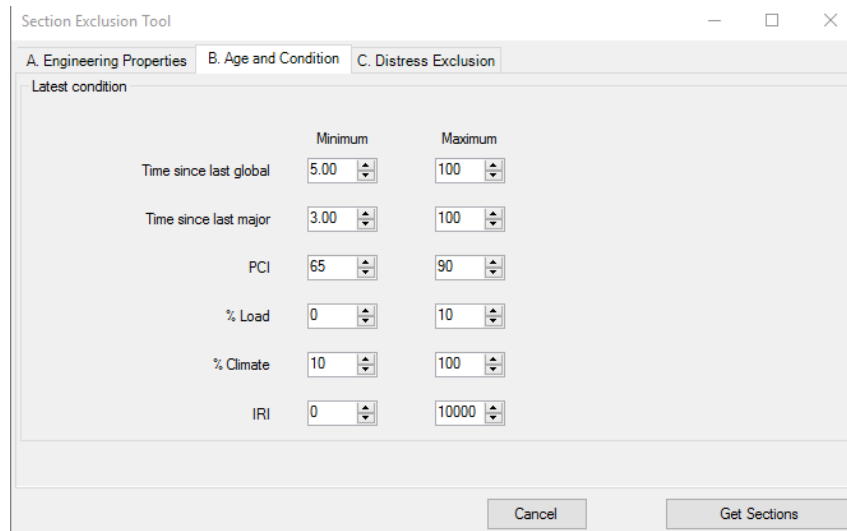 Section Exclusion Tool
A. Engineering Properties B. Age and Condition C. Distress Exclusion
Latest condition
Minimum Maximum
Time since last global 5.00 100
Time since last major 3.00 100
PCI 65 90
% Load 0 10
% Climate 10 100
IRI 0 10000
Cancel Get Sections